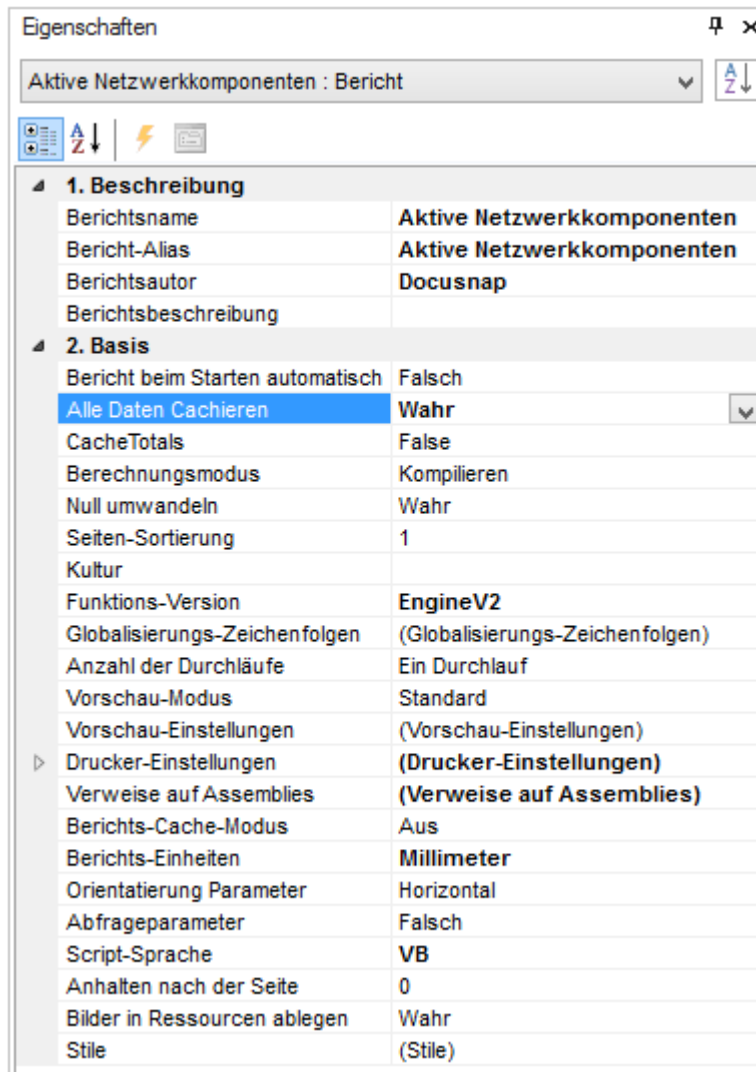 Eigenschaften
Aktive Netzwerkkomponenten : Bericht
1. Beschreibung
Berichtsname Aktive Netzwerkkomponenten
Bericht-Alias Aktive Netzwerkkomponenten
Berichtsautor Docusnap
Berichtsbeschreibung
2. Basis
Bericht beim Starten automatisch Falsch
Alle Daten Cachieren Wahr
CacheTotals False
Berechnungsmodus Kompilieren
Null umwandeln Wahr
Seiten-Sortierung 1
Kultur
Funktions-Version EngineV2
Globalisierungs-Zeichenfolgen (Globalisierungs-Zeichenfolgen)
Anzahl der Durchläufe Ein Durchlauf
Vorschau-Modus Standard
Vorschau-Einstellungen (Vorschau-Einstellungen)
Drucker-Einstellungen (Drucker-Einstellungen)
Verweise auf Assemblies (Verweise auf Assemblies)
Berichts-Cache-Modus Aus
Berichts-Einheiten Millimeter
Orientatierung Parameter Horizontal
Abfrageparameter Falsch
Script-Sprache VB
Anhalten nach der Seite 0
Bilder in Ressourcen ablegen Wahr
Stile (Stile)